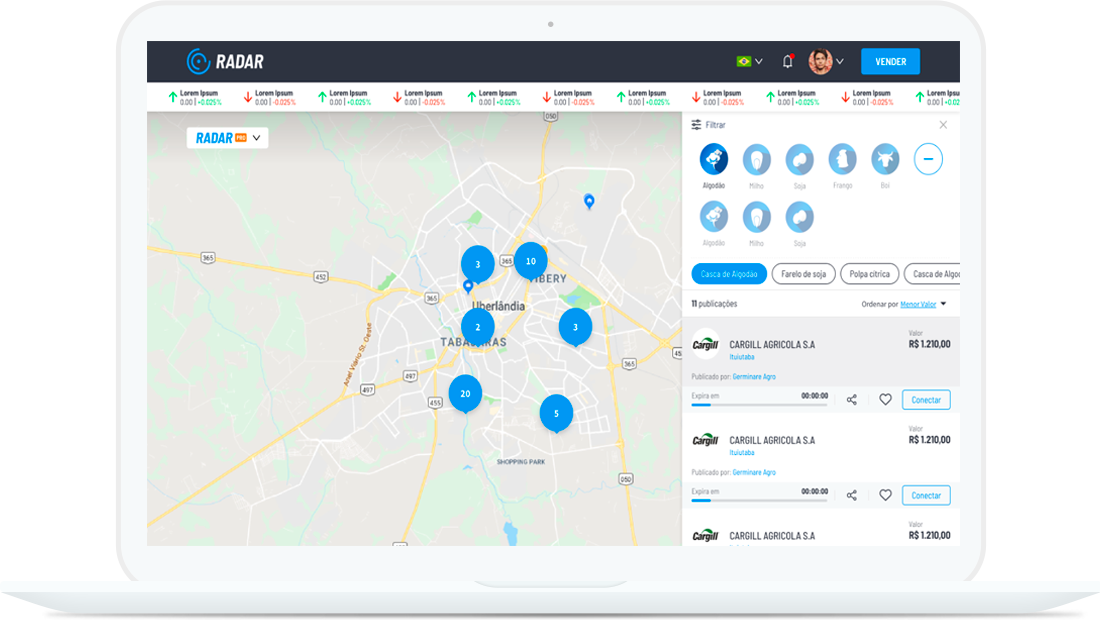 RADAR
VENDER
Lorem Ipsum Lorem Ipsum Lorem Ipsum Lorem Ipsum Lorem Ipsum Lorem Ipsum Lorem Ipsum Lorem Ipsum Lorem Ipsum Lorem Ipsum Lorem Ipsu
0.00 | +0.025% 0.00 | -0.025% 0.00 | +0.025% 0.00 | -0.025% 0.00 | +0.025% 0.00 | -0.025% 0.00 | +0.025% 0.00 | -0.025% 0.00 | +0.025% 0.00 | -0.025% 0.00 | +0.02
RADAR PRO
050
365
452
365
3
365
10
IBERY
Uberlândia
2
3
TABA RAS
45
365
497
497
Anel Viário St. Oeste
20
455
5
SHOPPING PARK
050
Filtrar
Algodão Milho Soja Frango Boi
Algodão Milho Soja
Casca de Algodão Farelo de soja Polpa cítrica Casca de Algod
11 publicações Ordenar por Menor Valor
Valor
Cargill CARGILL AGRICOLA S.A R$ 1.210,00
Ituiutaba
Publicado por: Germinare Agro
Expira em 00:00:00
Conectar
Valor
Cargill CARGILL AGRICOLA S.A R$ 1.210,00
Ituiutaba
Publicado por: Germinare Agro
Expira em 00:00:00
Conectar
Valor
Cargill CARGILL AGRICOLA S.A R$ 1.210,00